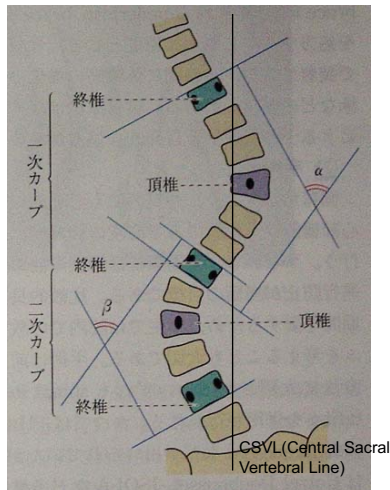 終椎
頂椎
α
一次カーブ
終椎
β
頂椎
二次カーブ
終椎
CSVL(Central Sacral
Vertebral Line)